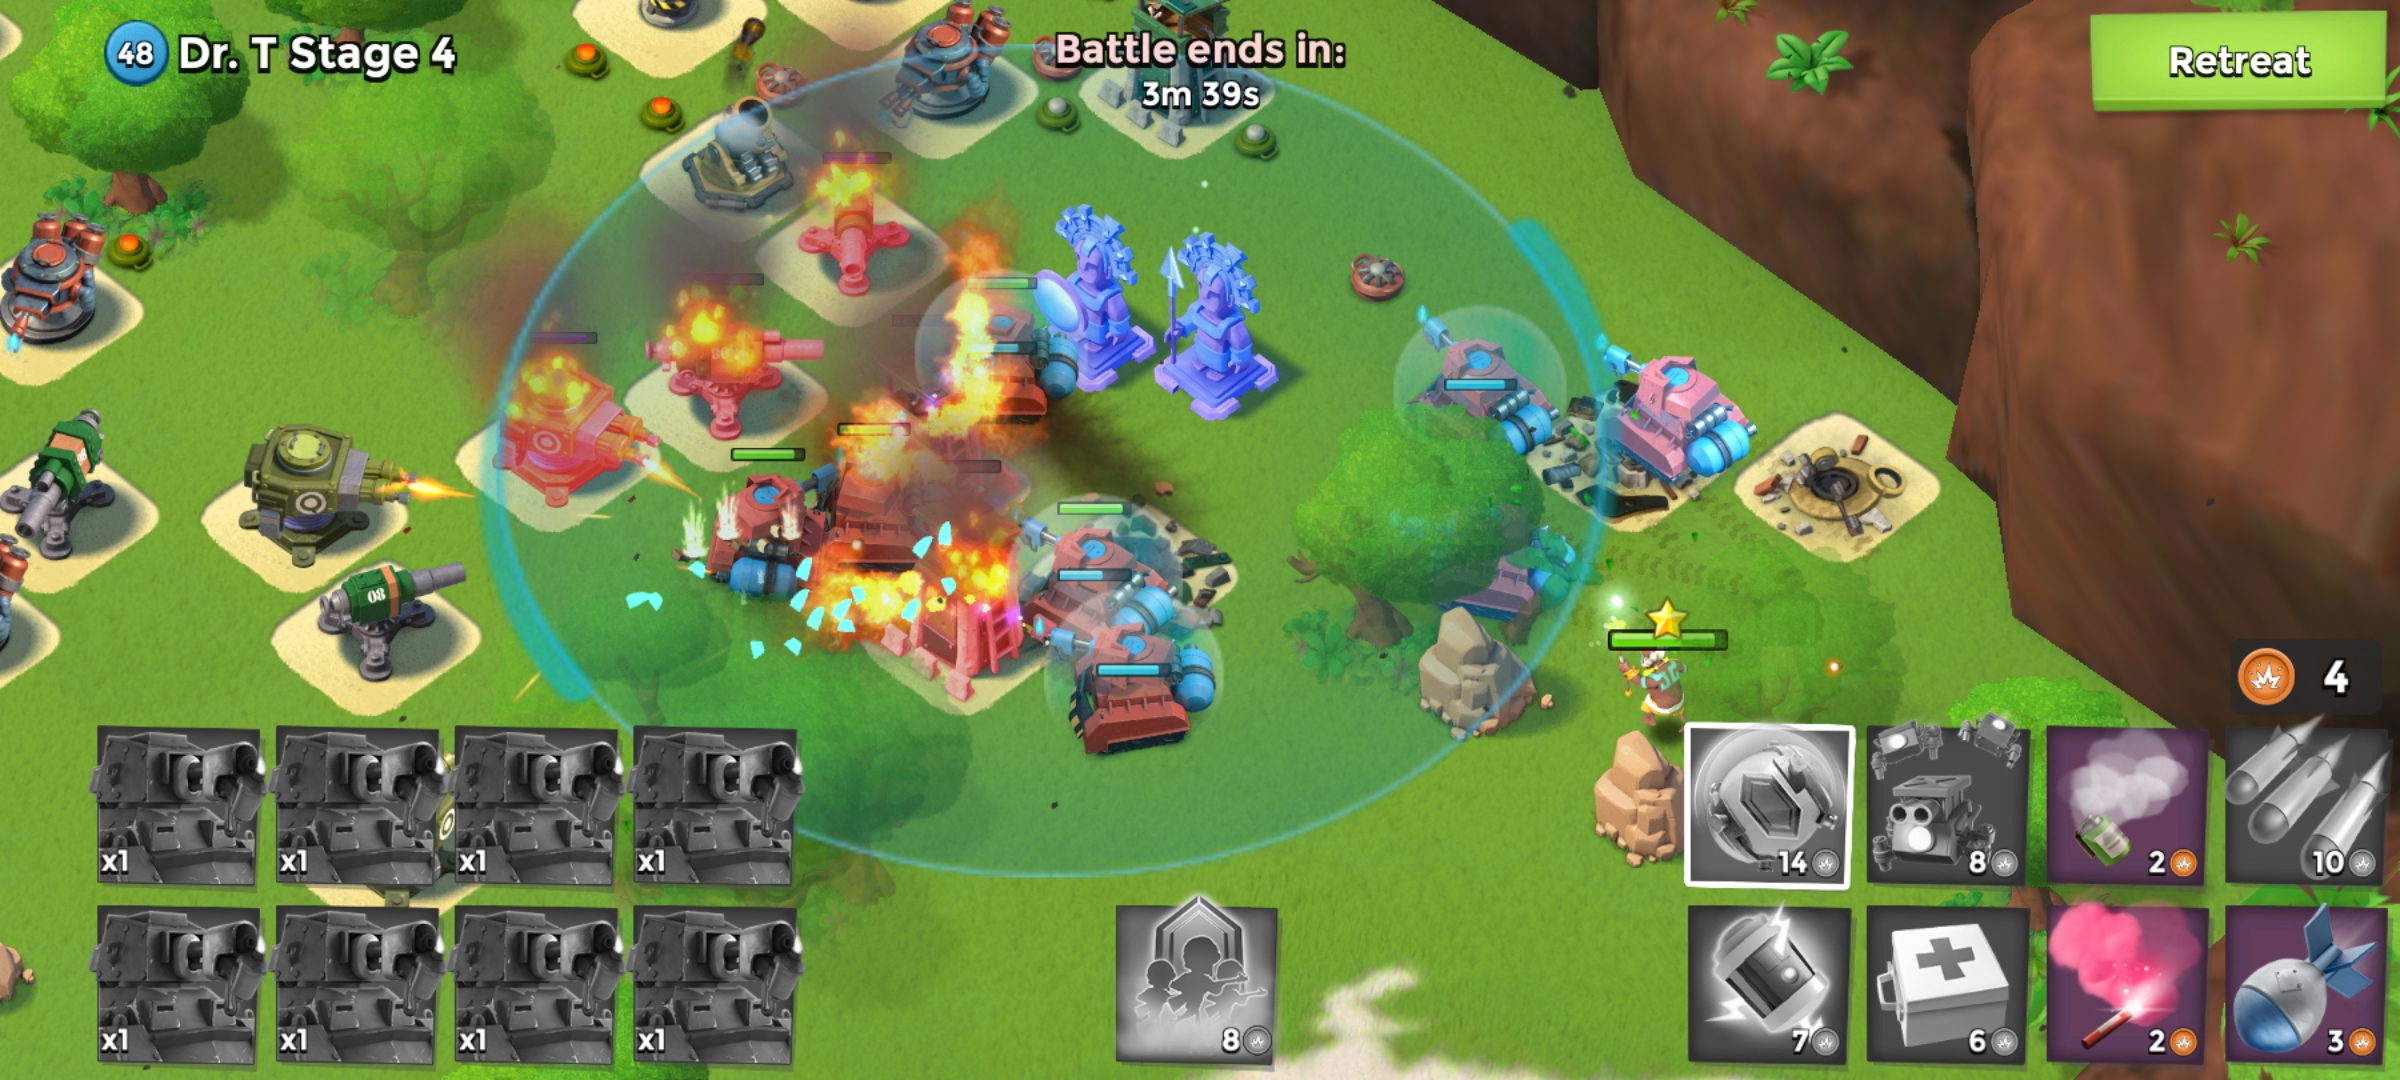 48 Dr. T Stage 4
Battle ends in:
3m 39s
Retreat
08
4
x1 x1 x1 x1
14 8 2 10
x1 x1 x1 x1
8
7 6 2 3